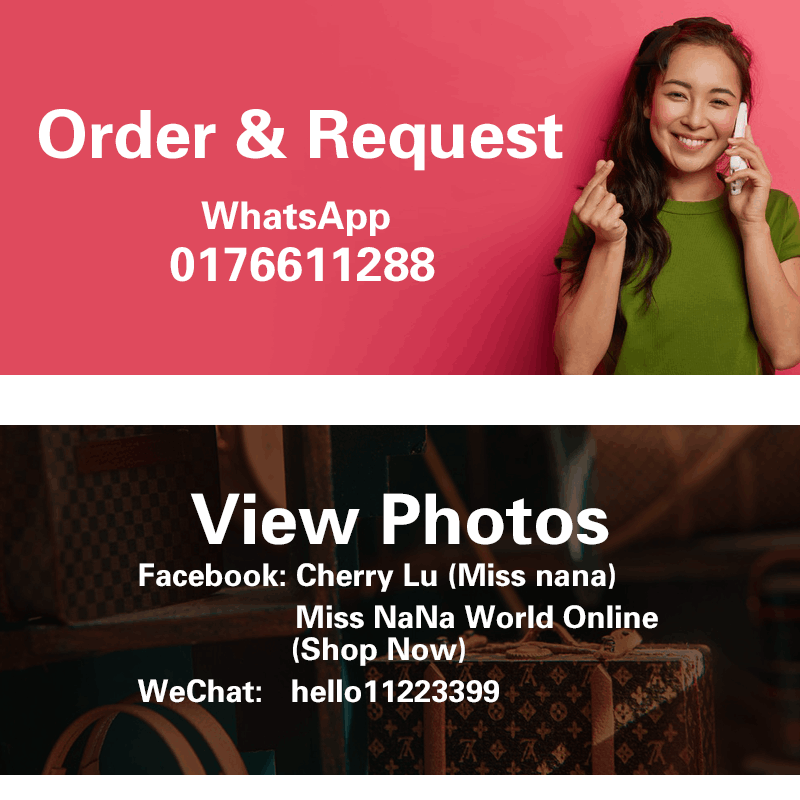 Order & Request
WhatsApp
0176611288
View Photos
Facebook: Cherry Lu (Miss nana)
Miss NaNa World Online
(Shop Now)
WeChat: hello11223399